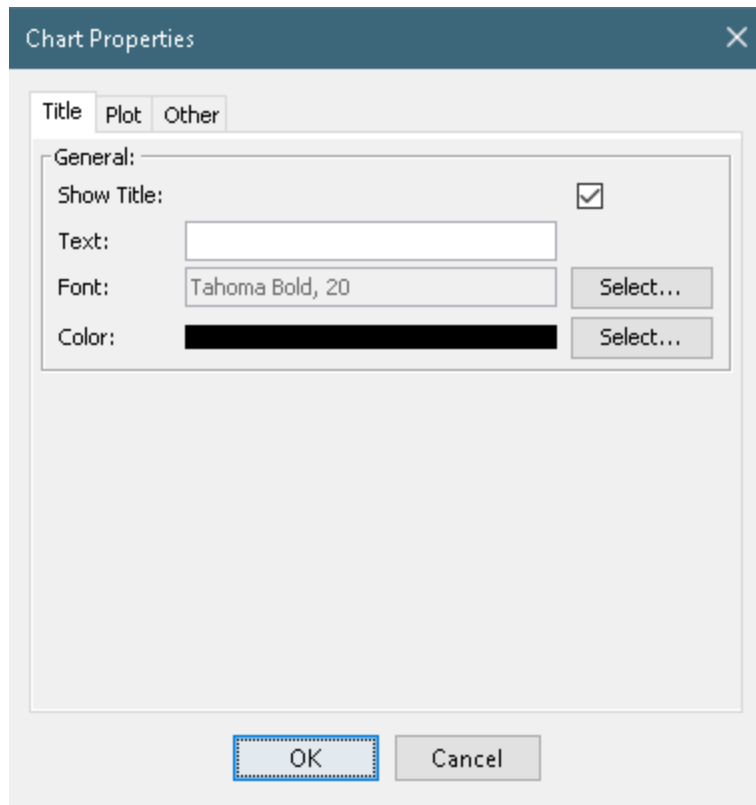 Chart Properties
Title Plot Other
General:
Show Title:
Text:
Font: Tahoma Bold, 20 Select...
Color: Select...
OK Cancel